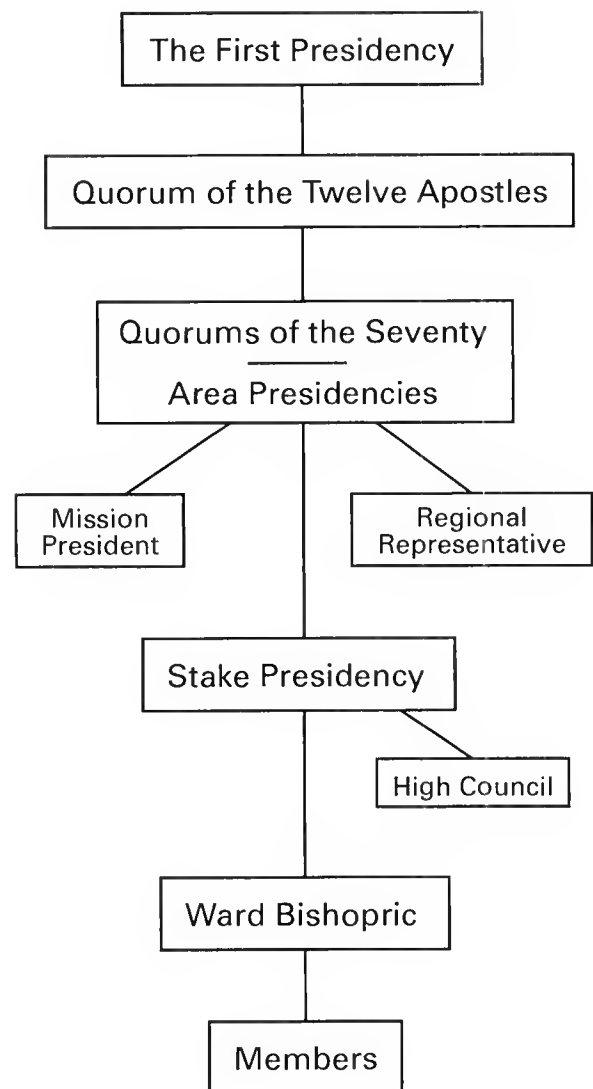 The First Presidency
Quorum of the Twelve Apostles
Quorums of the Seventy
Area Presidencies
Mission
President
Regional
Representative
Stake Presidency
High Council
Ward Bishopric
Members